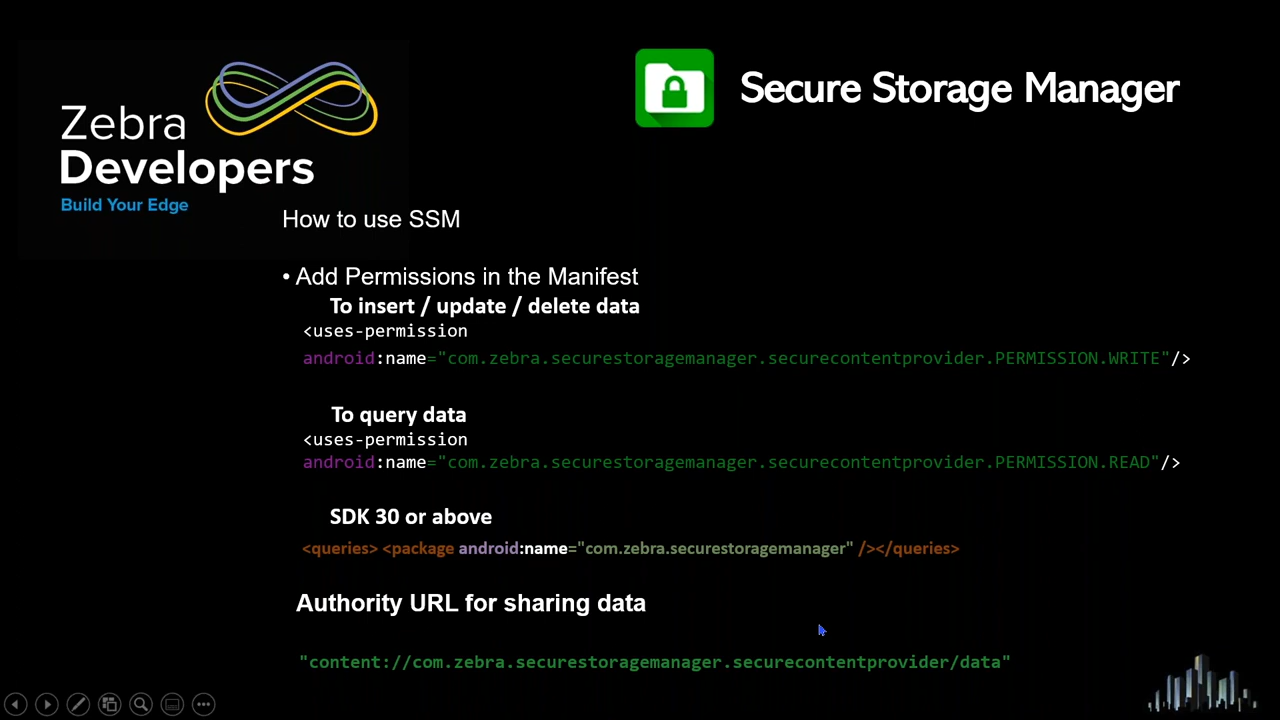 Zebra
Developers
Build Your Edge
Secure Storage Manager
How to use SSM
• Add Permissions in the Manifest
To insert / update / delete data
<uses-permission
android:name="com.zebra.securestoragemanager.securecontentprovider.PERMISSION.WRITE"/>
To query data
<uses-permission
android:name="com.zebra.securestoragemanager.securecontentprovider.PERMISSION.READ"/>
SDK 30 or above
<queries> <package android:name="com.zebra.securestoragemanager" /></queries>
Authority URL for sharing data
"content://com.zebra.securestoragemanager.securecontentprovider/data"